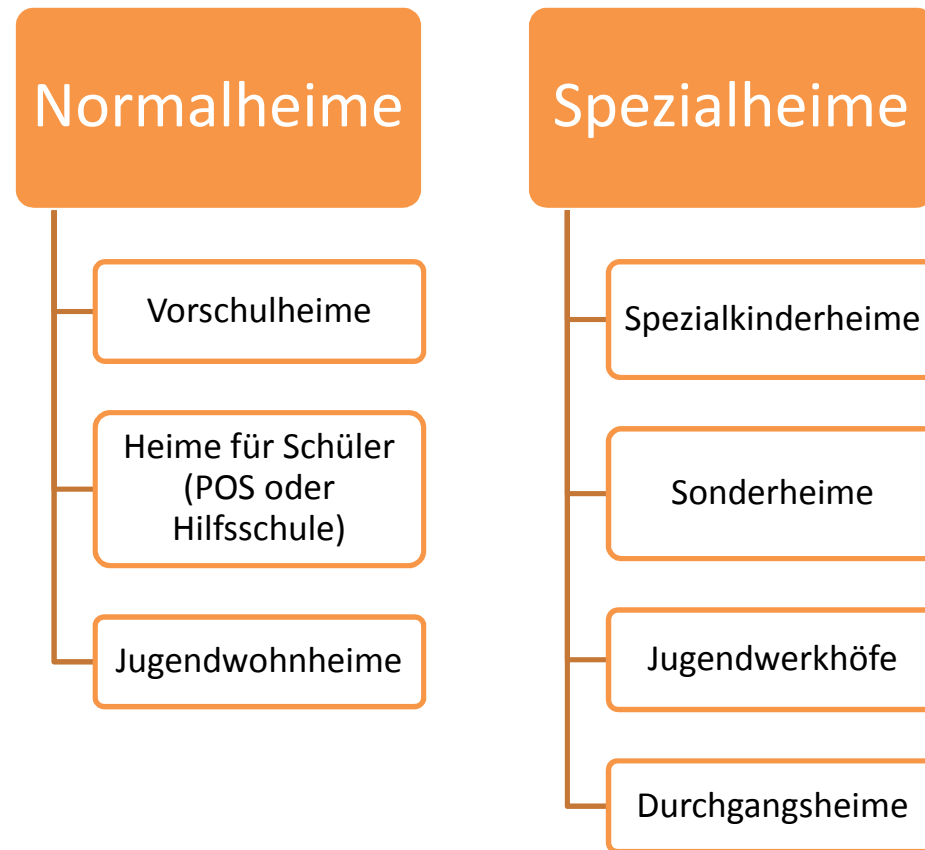 Normalheime
Vorschulheime
Heime für Schüler
(POS oder
Hilfsschule)
Jugendwohnheime
Spezialheime
Spezialkinderheime
Sonderheime
Jugendwerkhöfe
Durchgangsheime